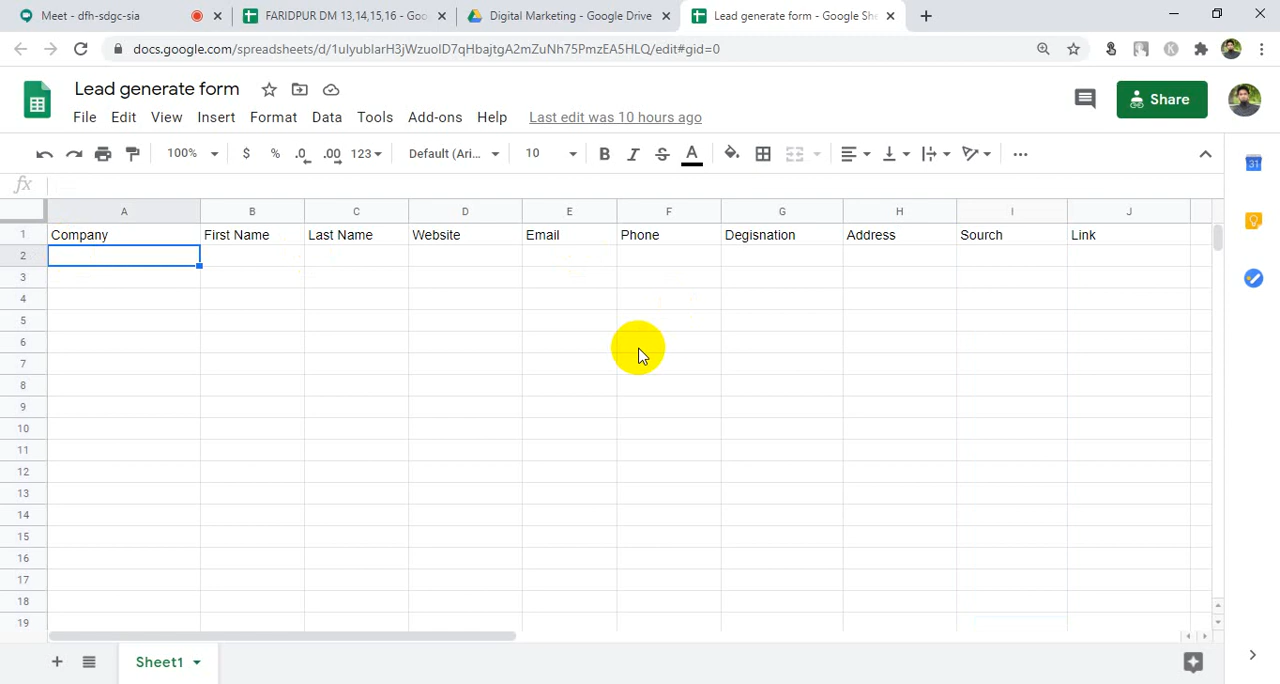 Meet - dfh-sdgc-sia
FARIDPUR DM 13,14,15,16 - Goo
Digital Marketing - Google Drive
Lead generate form - Google She
docs.google.com/spreadsheets/d/1ulyublarH3jWzuoID7qHbajtgA2mZuNh75PmzEA5HLQ/edit#gid=0
Lead generate form
File Edit View Insert Format Data Tools Add-ons Help Last edit was 10 hours ago
Share
100% $ % .0 .00 123 Default (Ari... 10 B I S A
fx
A B C D E F G H I J
1 Company First Name Last Name Website Email Phone Degisnation Address Sourch Link
2
3
4
5
6
7
8
9
10
11
12
13
14
15
16
17
18
19
Sheet1
31
K